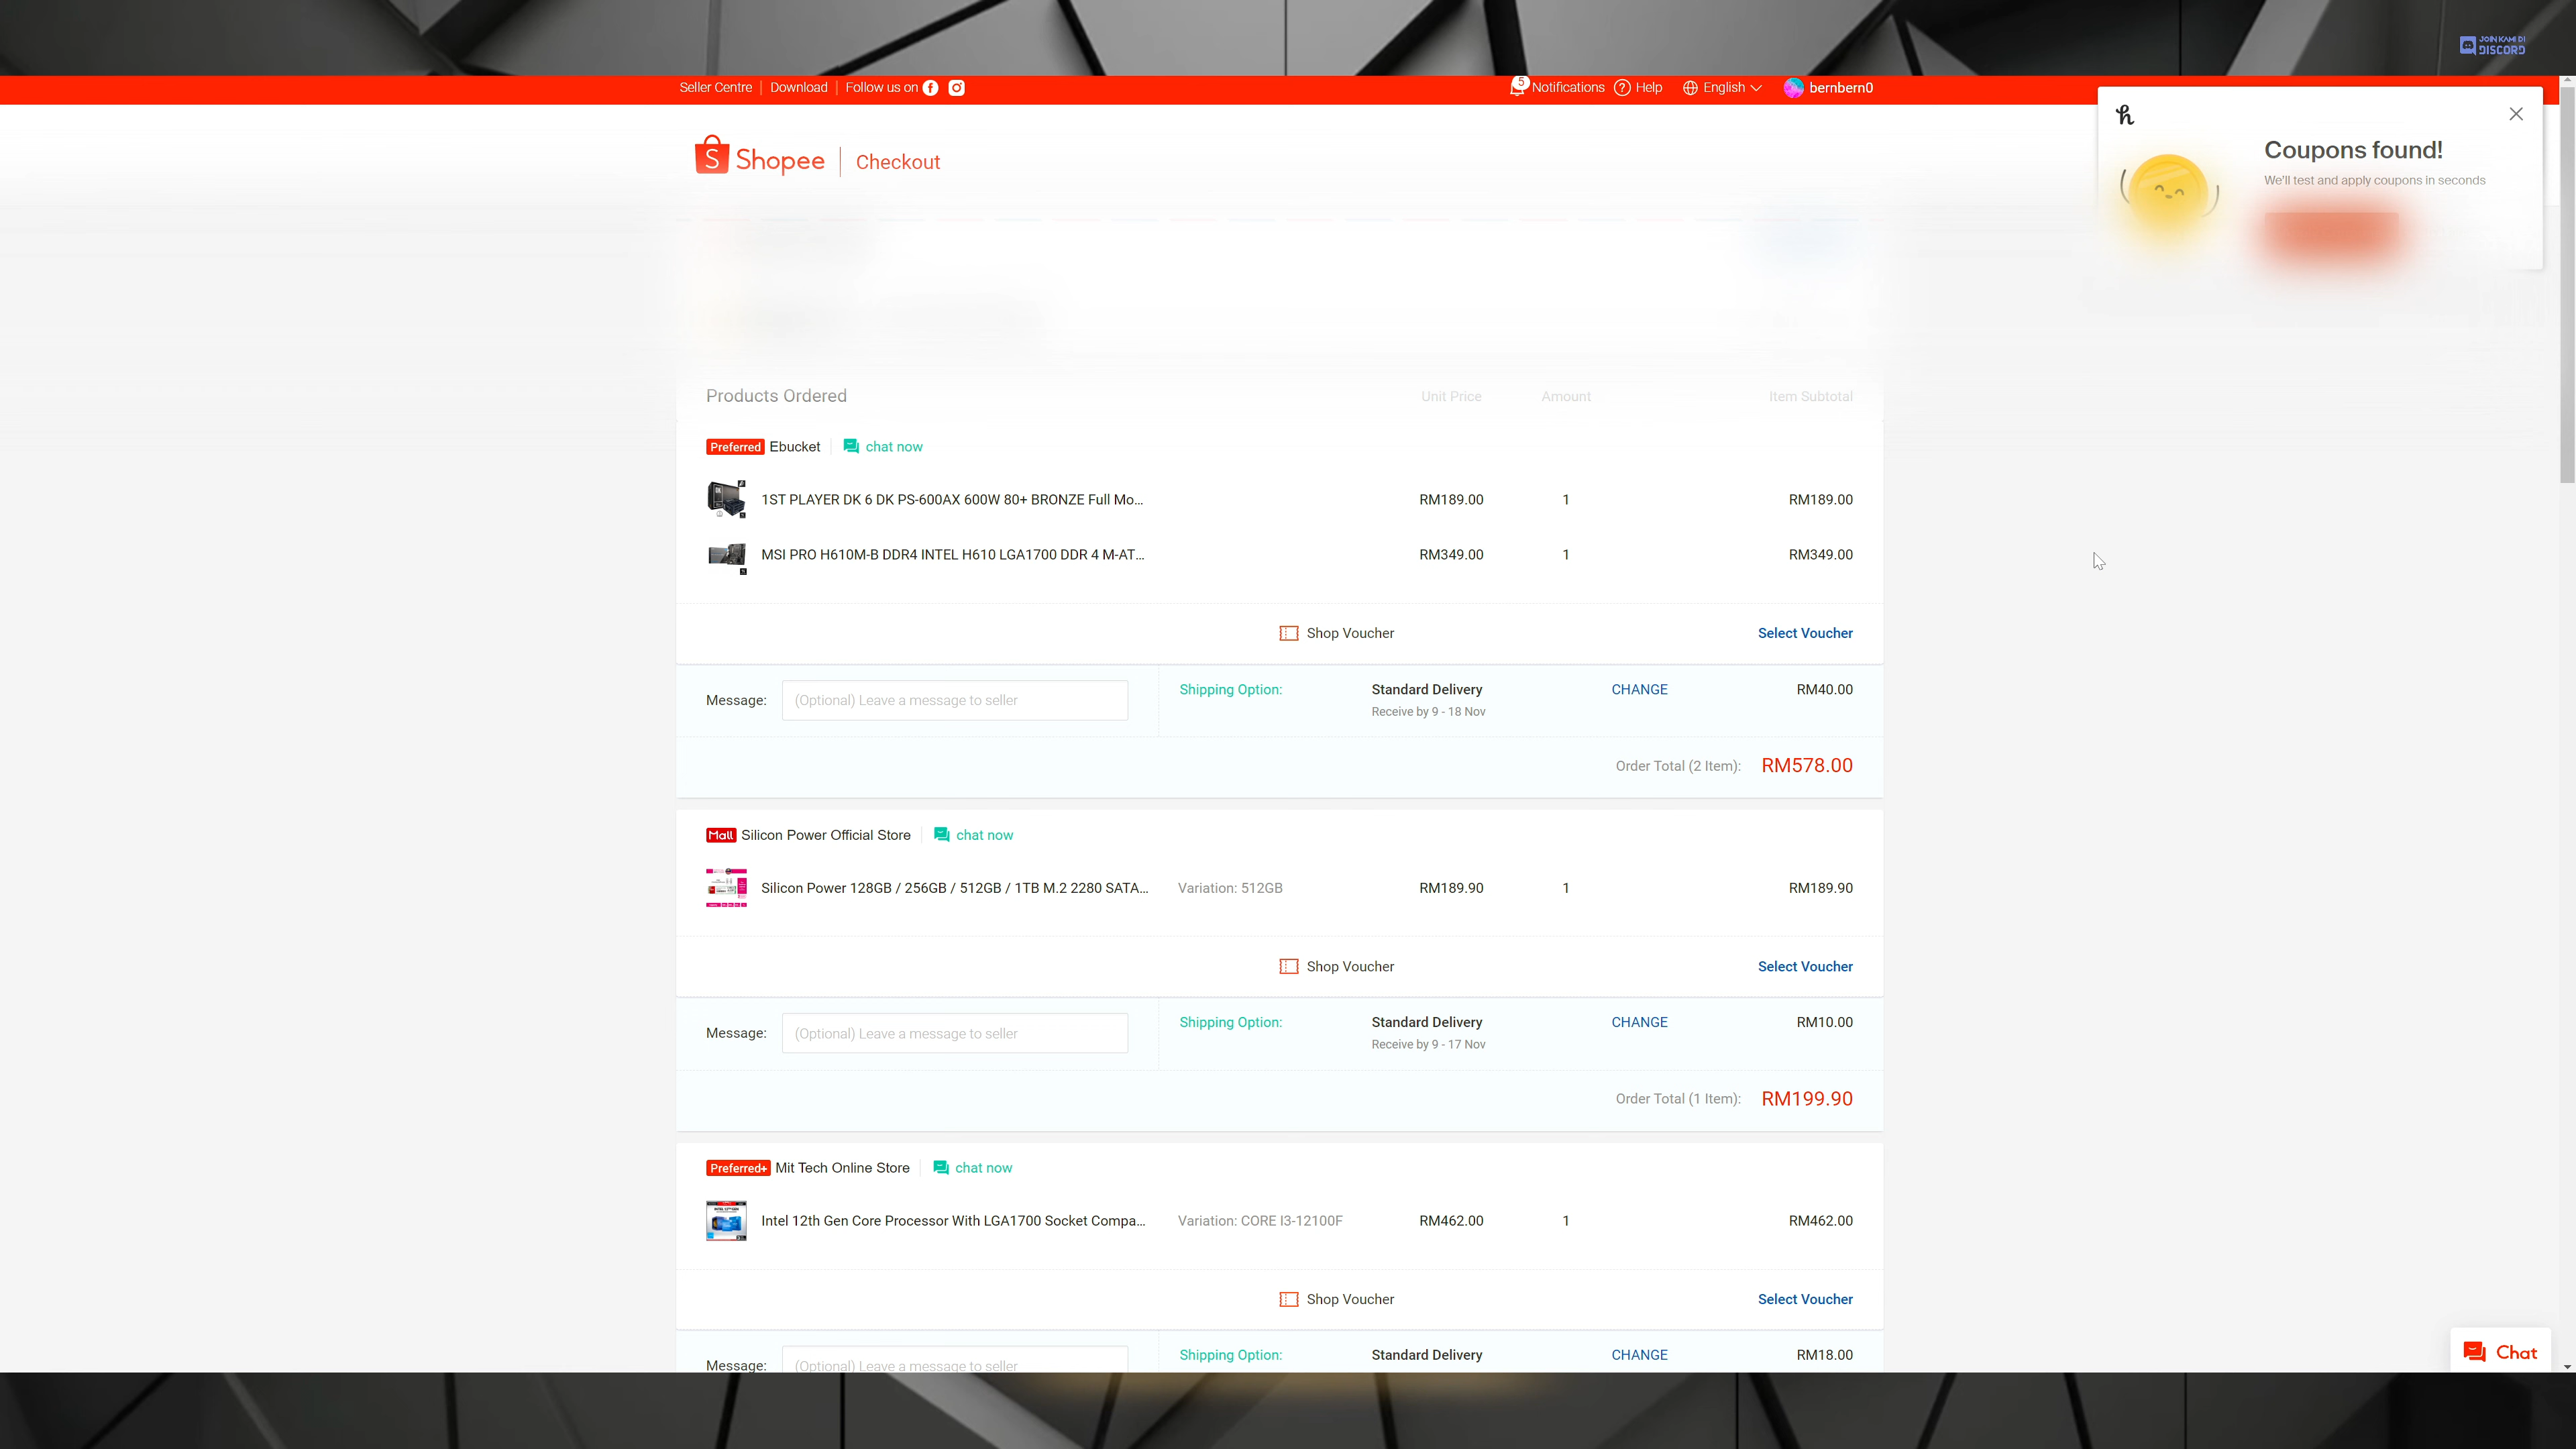 JOIN KAMI DI
DISCORD
Seller Centre Download Follow us on
5 Notifications Help English bernbern0
Shopee Checkout
Coupons found!
We'll test and apply coupons in seconds
Products Ordered Unit Price Amount Item Subtotal
Preferred Ebucket chat now
1ST PLAYER DK 6 DK PS-600AX 600W 80+ BRONZE Full Mo... RM189.00 1 RM189.00
MSI PRO H610M-B DDR4 INTEL H610 LGA1700 DDR 4 M-AT... RM349.00 1 RM349.00
Shop Voucher Select Voucher
Message: (Optional) Leave a message to seller Shipping Option: Standard Delivery CHANGE RM40.00
Receive by 9 - 18 Nov
Order Total (2 Item): RM578.00
Mall Silicon Power Official Store chat now
Silicon Power 128GB / 256GB / 512GB / 1TB M.2 2280 SATA... Variation: 512GB RM189.90 1 RM189.90
Shop Voucher Select Voucher
Message: (Optional) Leave a message to seller Shipping Option: Standard Delivery CHANGE RM10.00
Receive by 9 - 17 Nov
Order Total (1 Item): RM199.90
Preferred+ Mit Tech Online Store chat now
Intel 12th Gen Core Processor With LGA1700 Socket Compa... Variation: CORE I3-12100F RM462.00 1 RM462.00
Shop Voucher Select Voucher
Message: (Optional) Leave a message to seller Shipping Option: Standard Delivery CHANGE RM18.00
Chat